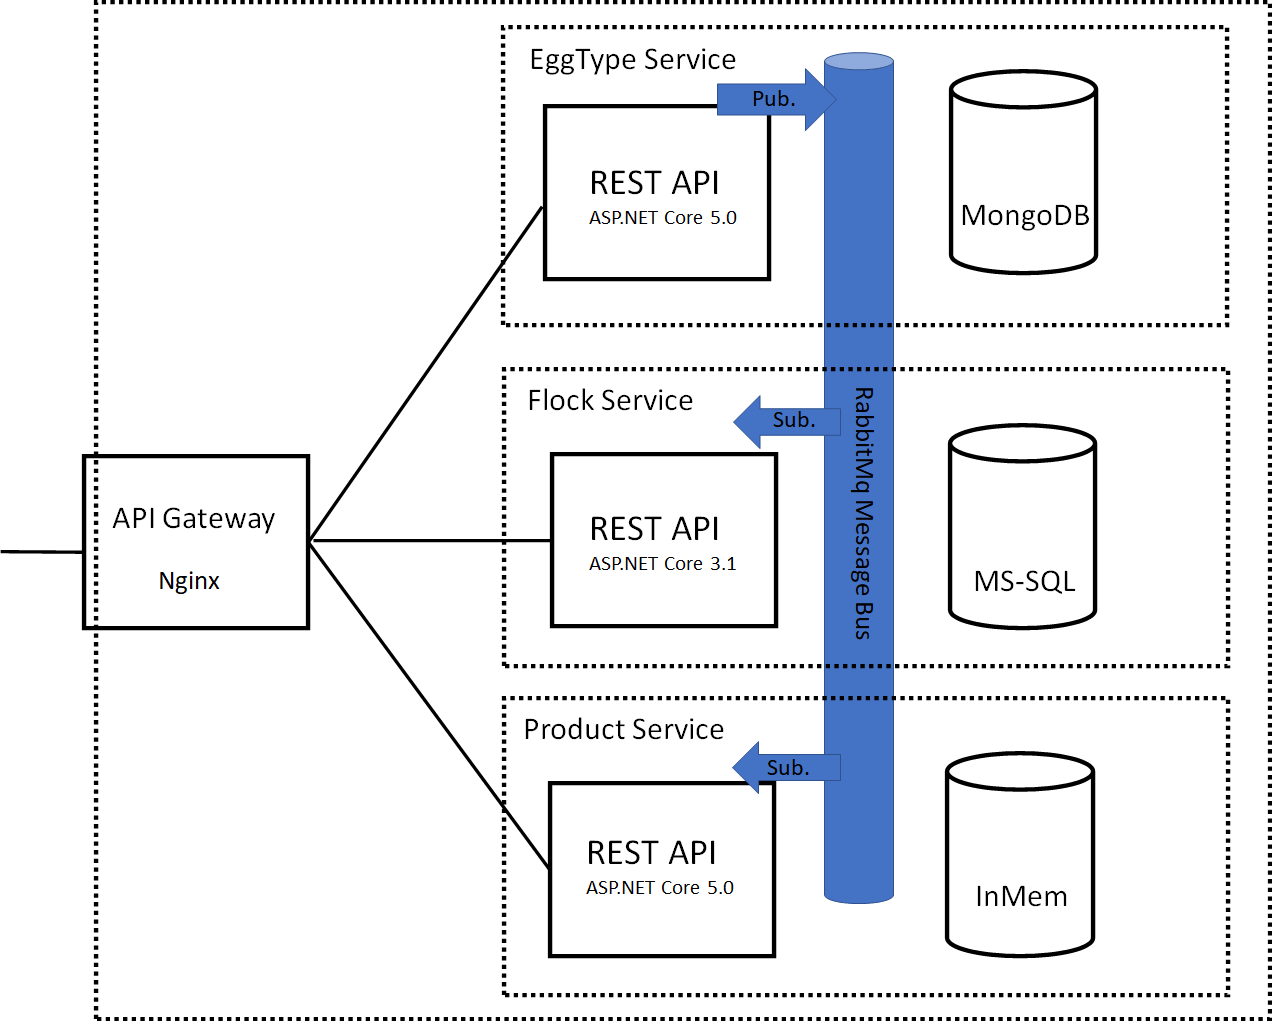 EggType Service
Pub.
REST API
ASP.NET Core 5.0
MongoDB
Flock Service
Sub.
REST API
ASP.NET Core 3.1
RabbitMq Message Bus
MS-SQL
API Gateway
Nginx
Product Service
Sub.
REST API
ASP.NET Core 5.0
InMem